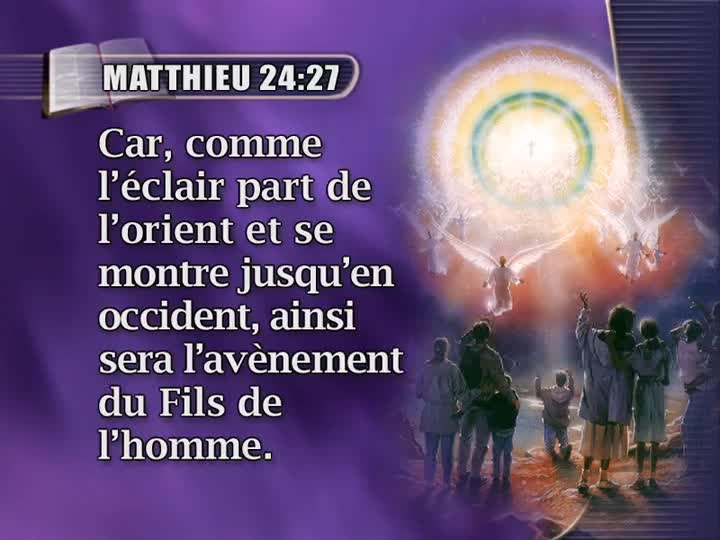 MATTHIEU 24:27
Car, comme
l’éclair part de
l’orient et se
montre jusqu’en
occident, ainsi
sera l’avènement
du Fils de
l’homme.